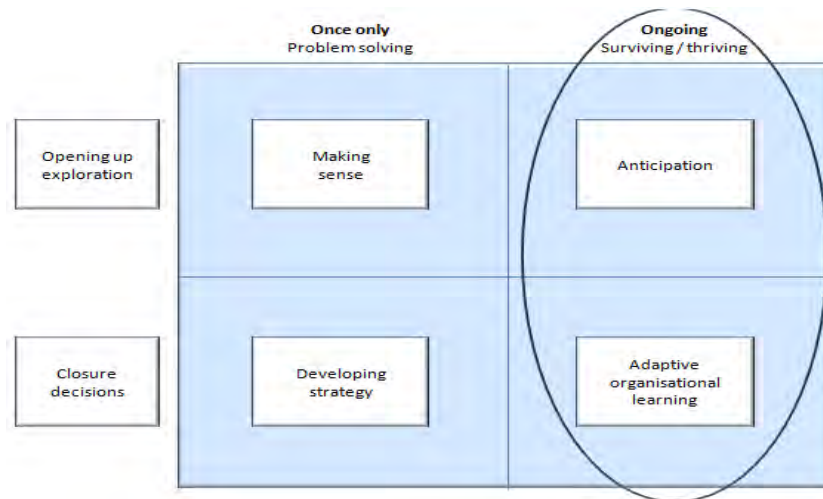 Once only
Problem solving
Ongoing
Surviving / thriving
Opening up
exploration
Making
sense
Anticipation
Closure
decisions
Developing
strategy
Adaptive
organisational
learning